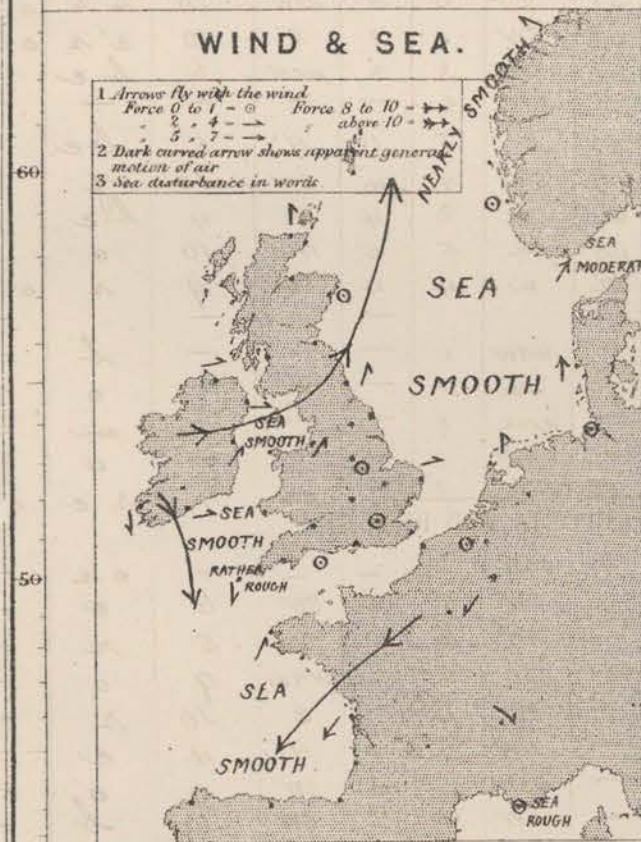 WIND & SEA.
1 Arrows fly with the wind
Force 0 to 1 = ⊙ Force 8 to 10 =
" 2 " 4 = " above 10 =
" 5 " 7 =
2 Dark curved arrow shows apparent general
motion of air
3 Sea disturbance in words
NEARLY SMOOTH
60
SEA
MODERAT
SEA
SMOOTH
SEA
SMOOTH
SEA
SMOOTH
RATHER
ROUGH
50
SEA
SMOOTH
SEA
ROUGH